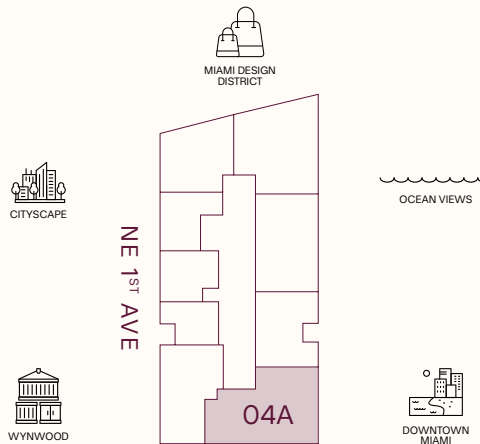 MIAMI DESIGN
DISTRICT
CITYSCAPE
OCEAN VIEWS
NE 1ST AVE
04A
WYNWOOD
DOWNTOWN
MIAMI